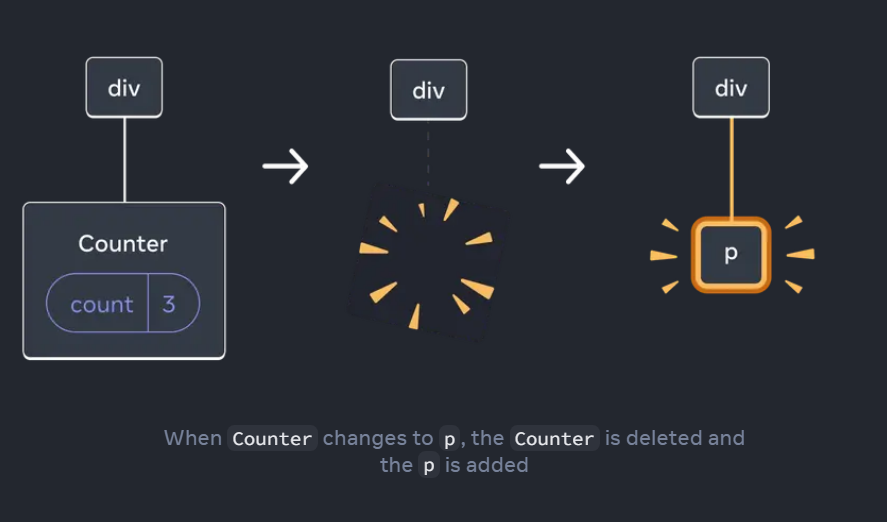 div
div
div
Counter
count 3
p
When Counter changes to p, the Counter is deleted and
the p is added